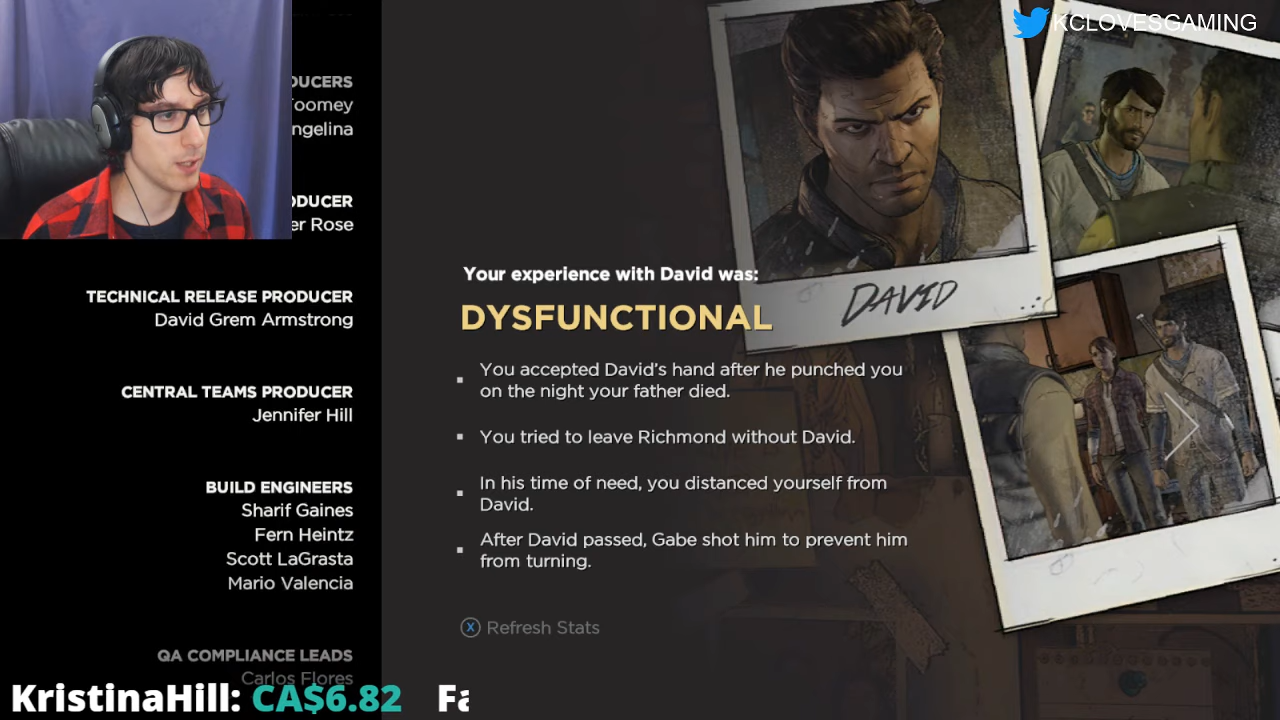 KCLOVESGAMING
DUCERS
oomey
ngelina
ODUCER
er Rose
TECHNICAL RELEASE PRODUCER
David Grem Armstrong
CENTRAL TEAMS PRODUCER
Jennifer Hill
BUILD ENGINEERS
Sharif Gaines
Fern Heintz
Scott LaGrasta
Mario Valencia
QA COMPLIANCE LEADS
Carlos Flores
DAVID
Your experience with David was:
DYSFUNCTIONAL
You accepted David's hand after he punched you
on the night your father died.
You tried to leave Richmond without David.
In his time of need, you distanced yourself from
David.
After David passed, Gabe shot him to prevent him
from turning.
X Refresh Stats
KristinaHill: CA$6.82 Fa